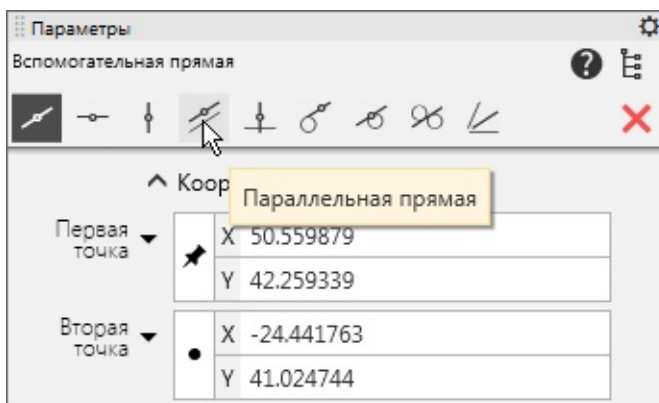 Параметры
Вспомогательная прямая
Коор
Параллельная прямая
Первая точка
X 50.559879
Y 42.259339
Вторая точка
X -24.441763
Y 41.024744